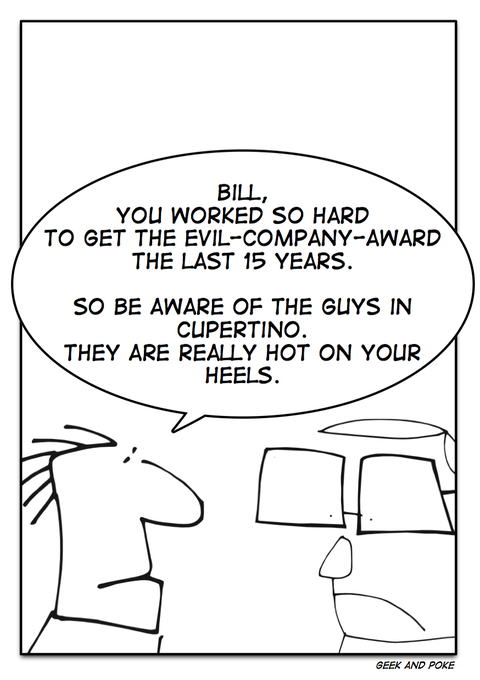 BILL,
YOU WORKED SO HARD
TO GET THE EVIL-COMPANY-AWARD
THE LAST 15 YEARS.
SO BE AWARE OF THE GUYS IN
CUPERTINO.
THEY ARE REALLY HOT ON YOUR
HEELS.
GEEK AND POKE